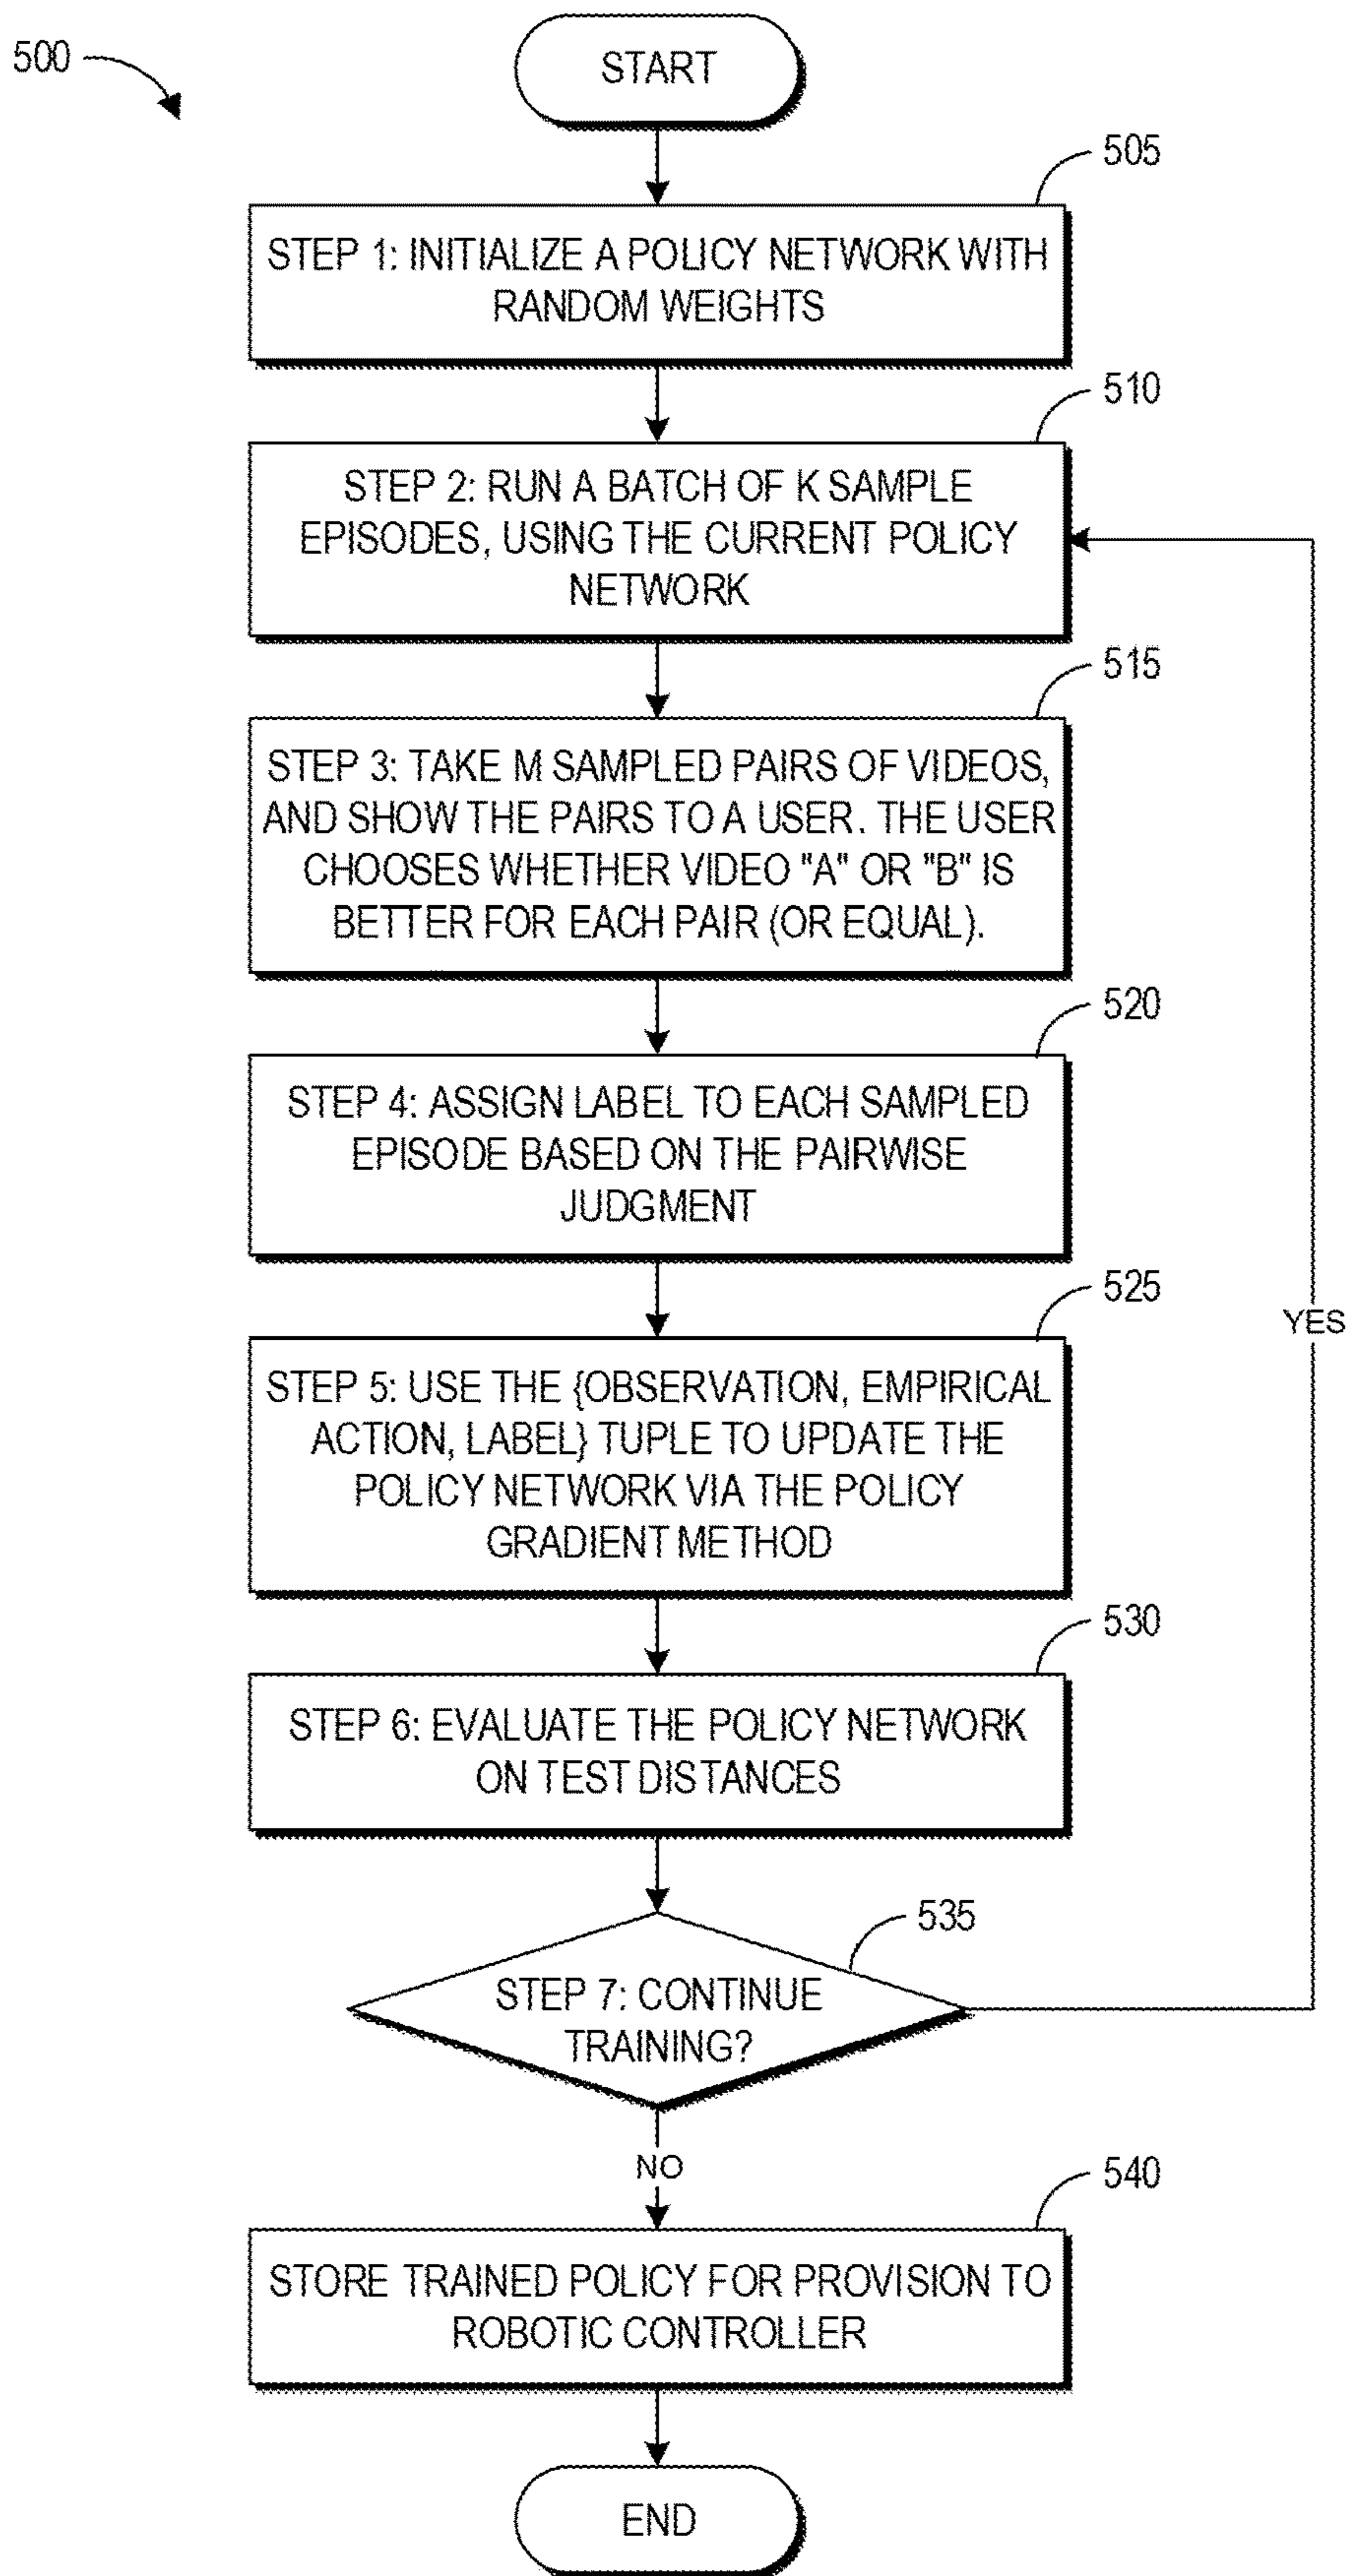 500
START
505
STEP 1: INITIALIZE A POLICY NETWORK WITH
RANDOM WEIGHTS
510
STEP 2: RUN A BATCH OF K SAMPLE
EPISODES, USING THE CURRENT POLICY
NETWORK
515
STEP 3: TAKE M SAMPLED PAIRS OF VIDEOS,
AND SHOW THE PAIRS TO A USER. THE USER
CHOOSES WHETHER VIDEO "A" OR "B" IS
BETTER FOR EACH PAIR (OR EQUAL).
520
STEP 4: ASSIGN LABEL TO EACH SAMPLED
EPISODE BASED ON THE PAIRWISE
JUDGMENT
525
YES
STEP 5: USE THE {OBSERVATION, EMPIRICAL
ACTION, LABEL} TUPLE TO UPDATE THE
POLICY NETWORK VIA THE POLICY
GRADIENT METHOD
530
STEP 6: EVALUATE THE POLICY NETWORK
ON TEST DISTANCES
535
STEP 7: CONTINUE
TRAINING?
NO
540
STORE TRAINED POLICY FOR PROVISION TO
ROBOTIC CONTROLLER
END